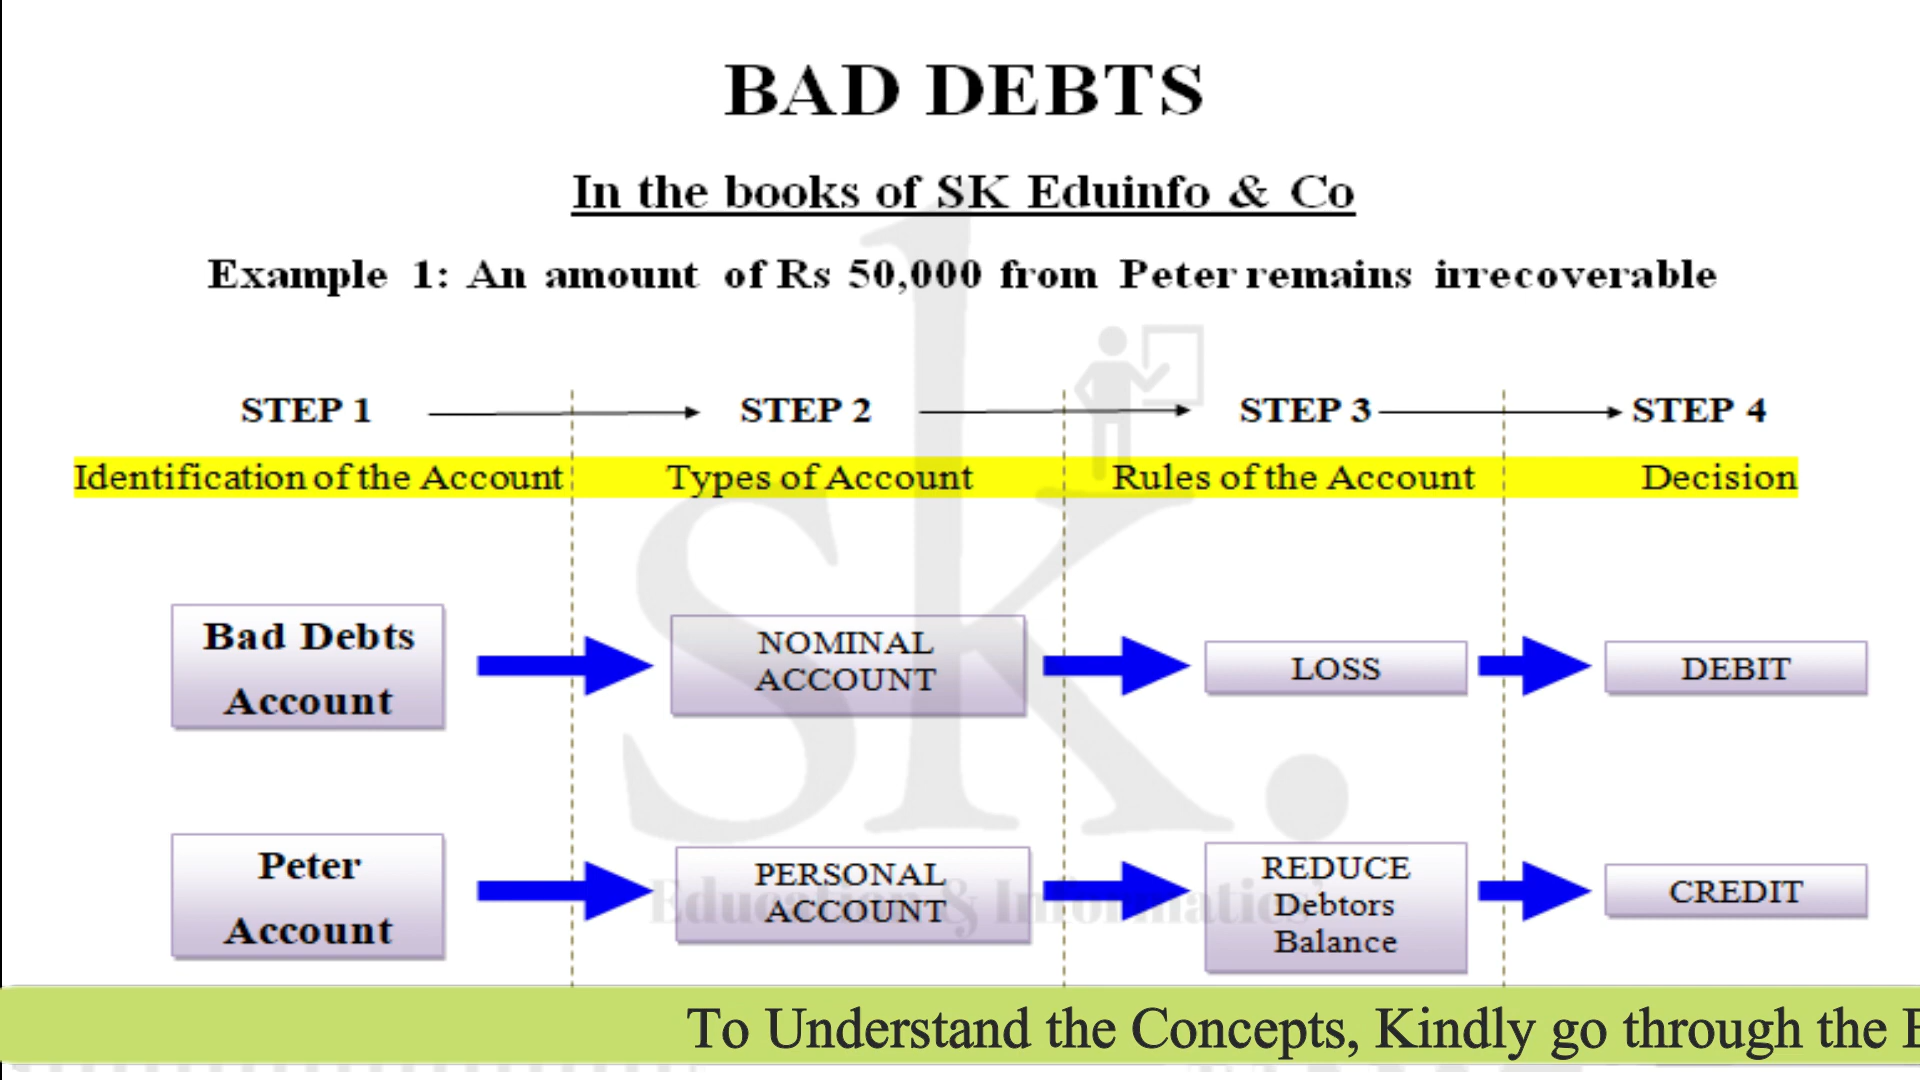 BAD DEBTS
In the books of SK Eduinfo & Co
Example 1: An amount of Rs 50,000 from Peter remains irrecoverable
STEP 1 STEP 2 STEP 3 STEP 4
Identification of the Account Types of Account Rules of the Account Decision
Bad Debts
Account
NOMINAL
ACCOUNT
LOSS
DEBIT
Peter
Account
PERSONAL
ACCOUNT
REDUCE
Debtors
Balance
CREDIT
sk.
Education & Informatic
To Understand the Concepts, Kindly go through the